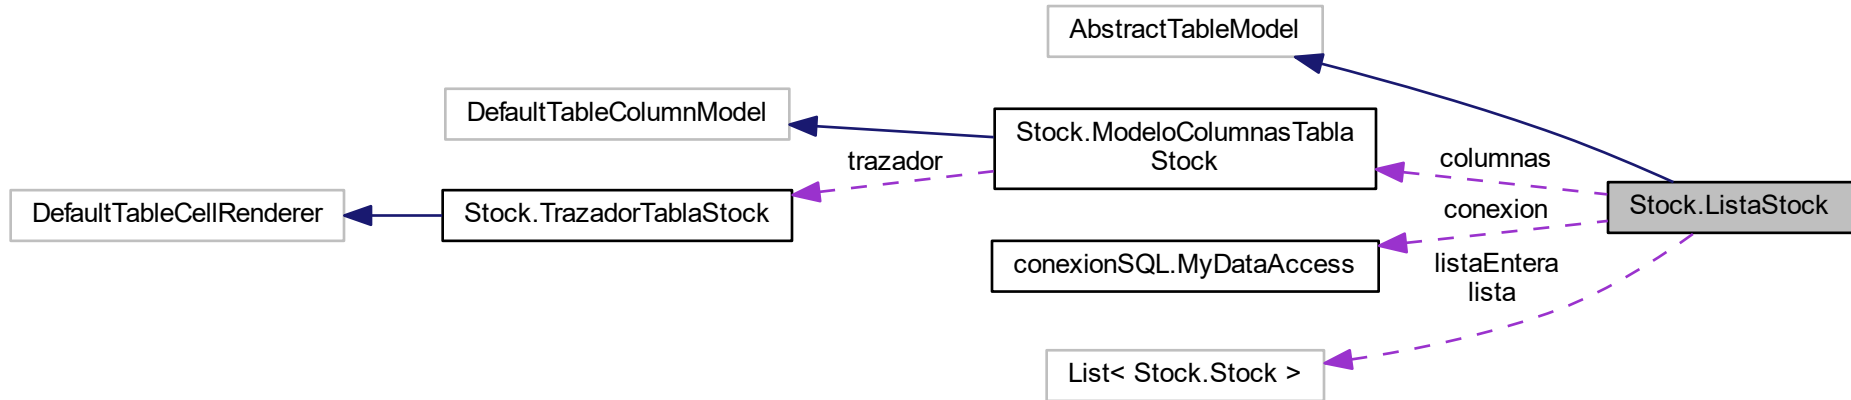 AbstractTableModel
DefaultTableColumnModel
Stock.ModeloColumnasTabla
Stock
trazador
columnas
DefaultTableCellRenderer
Stock.TrazadorTablaStock
conexion
Stock.ListaStock
conexionSQL.MyDataAccess
listaEntera
lista
List< Stock.Stock >